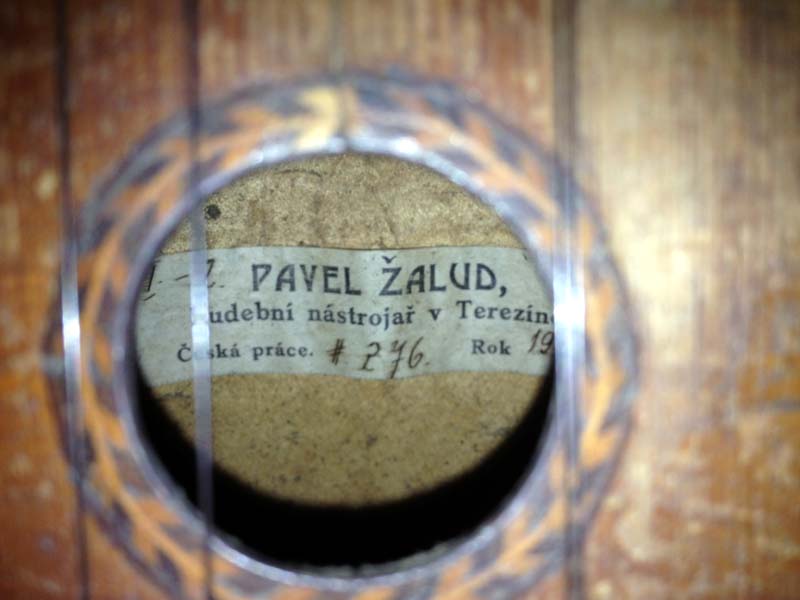 PAVEL ŽALUD,
udební nástrojař v Terezín
Česká práce. # 276. Rok 19